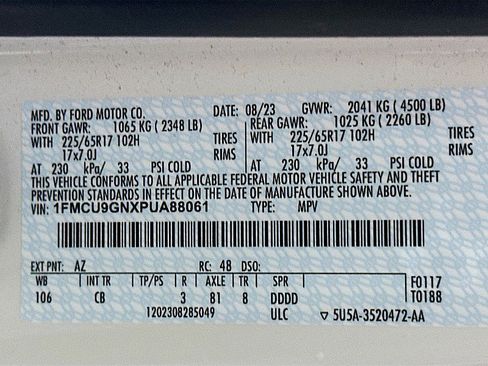 MFD. BY FORD MOTOR CO. DATE: 08/23 GVWR: 2041 KG ( 4500 LB)
FRONT GAWR: 1065 KG ( 2348 LB) REAR GAWR: 1025 KG ( 2260 LB)
WITH 225/65R17 102H TIRES WITH 225/65R17 102H TIRES
17x7.0J RIMS 17x7.0J RIMS
AT 230 kPa/ 33 PSI COLD AT 230 kPa/ 33 PSI COLD
THIS VEHICLE CONFORMS TO ALL APPLICABLE FEDERAL MOTOR VEHICLE SAFETY AND THEFT
PREVENTION STANDARDS IN EFFECT ON THE DATE OF MANUFACTURE SHOWN ABOVE.
VIN: 1FMCU9GNXPUA88061 TYPE: MPV
EXT PNT: AZ RC: 48 DSO:
WB INT TR TP/PS R AXLE TR SPR F0117
106 CB 3 81 8 DDDD T0188
1202308285049 ULC ▽ 5U5A-3520472-AA